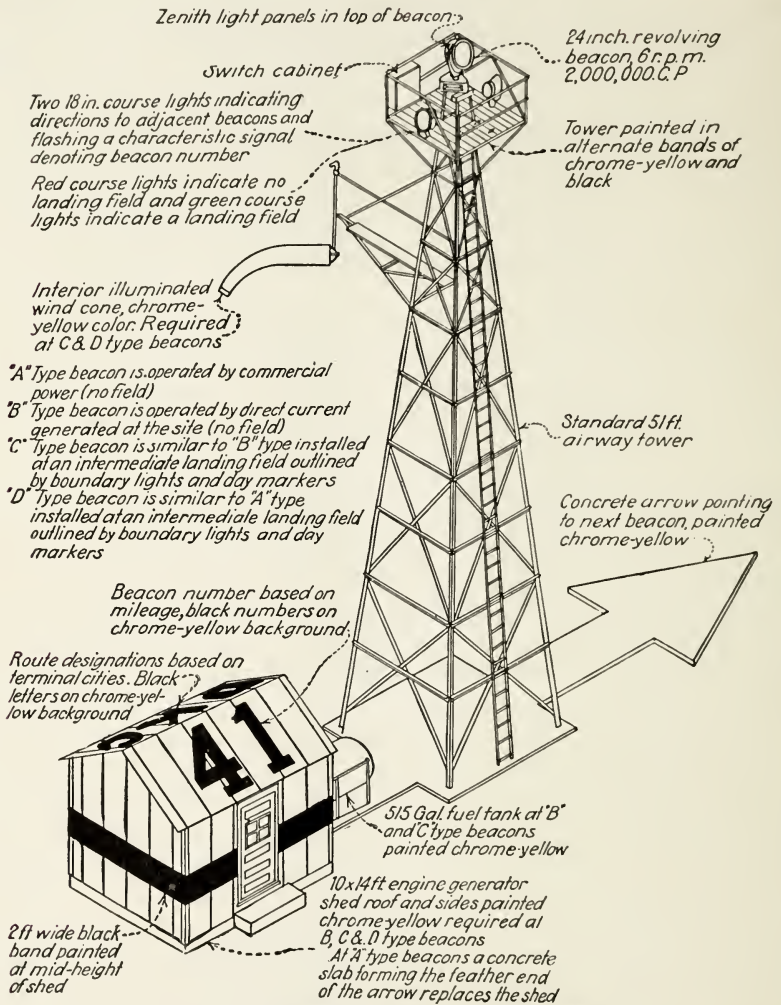 Zenith light panels in top of beacon
24 inch. revolving
beacon, 6 r.p.m.
2,000,000.C.P
Switch cabinet
Two 18 in. course lights indicating
directions to adjacent beacons and
flashing a characteristic signal
denoting beacon number
Tower painted in
alternate bands of
chrome-yellow and
black
Red course lights indicate no
landing field and green course
lights indicate a landing field
Interior illuminated
wind cone, chrome-
yellow color. Required
at C & D type beacons
"A" Type beacon is operated by commercial
power (no field)
"B" Type beacon is operated by direct current
generated at the site (no field)
"C" Type beacon is similar to "B" type installed
at an intermediate landing field outlined
by boundary lights and day markers
"D" Type beacon is similar to "A" type
installed at an intermediate landing field
outlined by boundary lights and day
markers
Standard 51 ft.
airway tower
Concrete arrow pointing
to next beacon, painted
chrome-yellow
Beacon number based on
mileage, black numbers on
chrome-yellow background
Route designations based on
terminal cities. Black
letters on chrome-yel-
low background
41
515 Gal. fuel tank at "B"
and "C" type beacons
painted chrome-yellow
10x14 ft engine generator
shed roof and sides painted
chrome-yellow required at
B, C & D type beacons
At "A" type beacons a concrete
slab forming the feather end
of the arrow replaces the shed
2 ft wide black
band painted
at mid-height
of shed